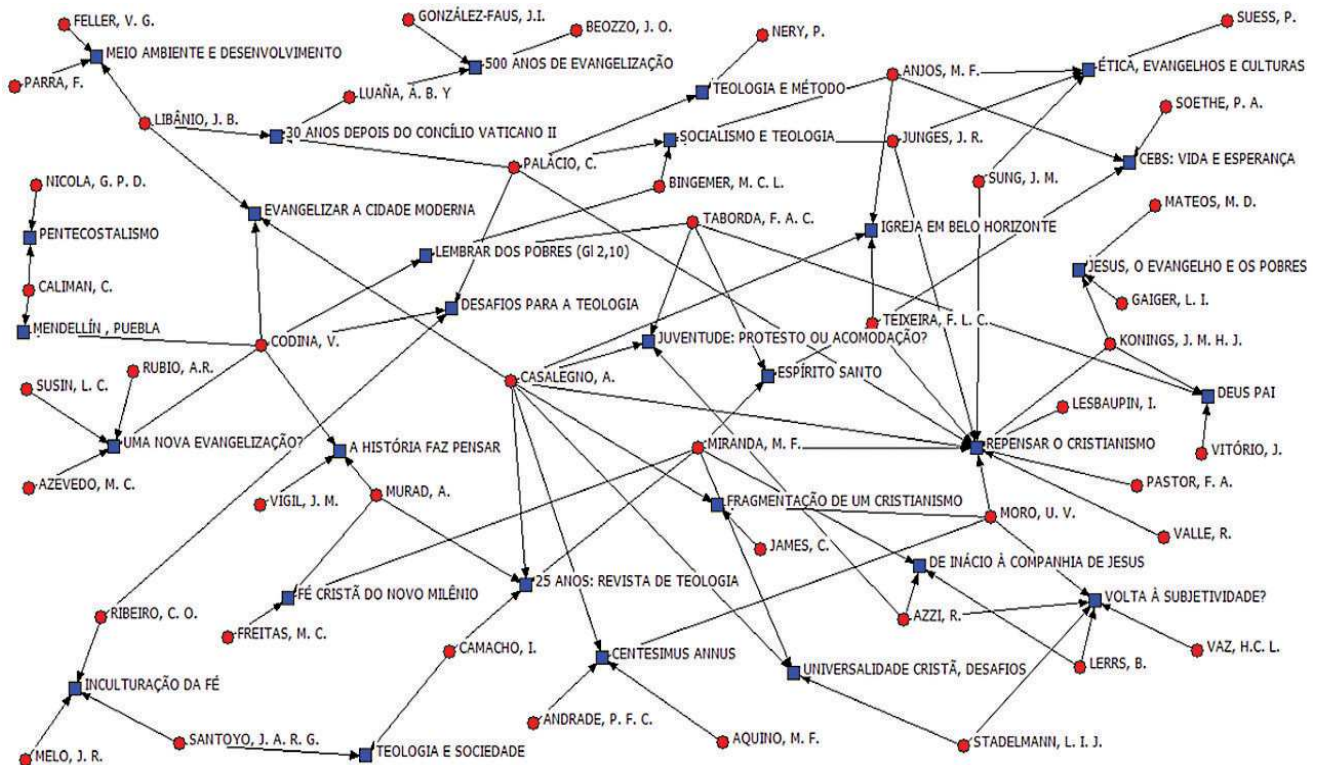 FELLER, V. G.
GONZÁLEZ-FAUS, J.I.
BEOZZO, J. O.
NERY, P.
SUESS, P.
MEIO AMBIENTE E DESENVOLVIMENTO
500 ANOS DE EVANGELIZAÇÃO
ANJOS, M. F.
ÉTICA, EVANGELHOS E CULTURAS
PARRA, F.
LUAÑA, A. B. Y
TEOLOGIA E MÉTODO
SOETHE, P. A.
LIBÂNIO, J. B.
30 ANOS DEPOIS DO CONCÍLIO VATICANO II
SOCIALISMO E TEOLOGIA
JUNGES, J. R.
CEBS: VIDA E ESPERANÇA
PALÁCIO, C.
NICOLA, G. P. D.
BINGEMER, M. C. L.
SUNG, J. M.
EVANGELIZAR A CIDADE MODERNA
TABORDA, F. A. C.
IGREJA EM BELO HORIZONTE
MATEOS, M. D.
PENTECOSTALISMO
LEMBRAR DOS POBRES (Gl 2,10)
JESUS, O EVANGELHO E OS POBRES
CALIMAN, C.
DESAFIOS PARA A TEOLOGIA
GAIGER, L. I.
MENDELLÍN , PUEBLA
CODINA, V.
JUVENTUDE: PROTESTO OU ACOMODAÇÃO?
TEIXEIRA, F. L. C.
KONINGS, J. M. H. J.
RUBIO, A.R.
SUSIN, L. C.
CASALEGNO, A.
ESPÍRITO SANTO
DEUS PAI
LESBAUPIN, I.
UMA NOVA EVANGELIZAÇÃO?
A HISTÓRIA FAZ PENSAR
MIRANDA, M. F.
REPENSAR O CRISTIANISMO
VITÓRIO, J.
AZEVEDO, M. C.
VIGIL, J. M.
MURAD, A.
FRAGMENTAÇÃO DE UM CRISTIANISMO
PASTOR, F. A.
MORO, U. V.
VALLE, R.
JAMES, C.
DE INÁCIO À COMPANHIA DE JESUS
FÉ CRISTÃ DO NOVO MILÊNIO
25 ANOS: REVISTA DE TEOLOGIA
VOLTA À SUBJETIVIDADE?
RIBEIRO, C. O.
FREITAS, M. C.
AZZI, R.
CAMACHO, I.
CENTESIMUS ANNUS
VAZ, H.C. L.
UNIVERSALIDADE CRISTÃ, DESAFIOS
LERRS, B.
INCULTURAÇÃO DA FÉ
ANDRADE, P. F. C.
SANTOYO, J. A. R. G.
AQUINO, M. F.
STADELMANN, L. I. J.
MELO, J. R.
TEOLOGIA E SOCIEDADE